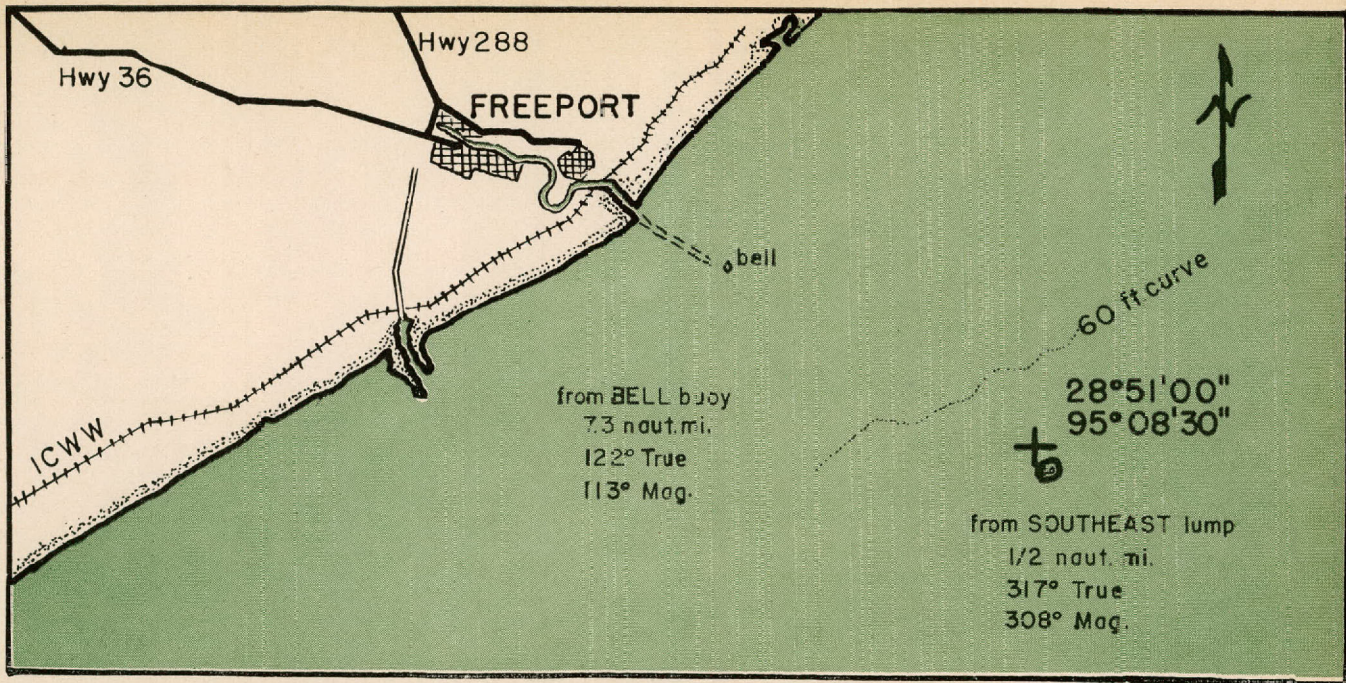 Hwy 288
Hwy 36
FREEPORT
N
bell
60 ft curve
28°51'00"
95°08'30"
from BELL buoy
7.3 naut. mi.
122° True
113° Mag.
ICWW
from SOUTHEAST lump
1/2 naut. mi.
317° True
308° Mag.